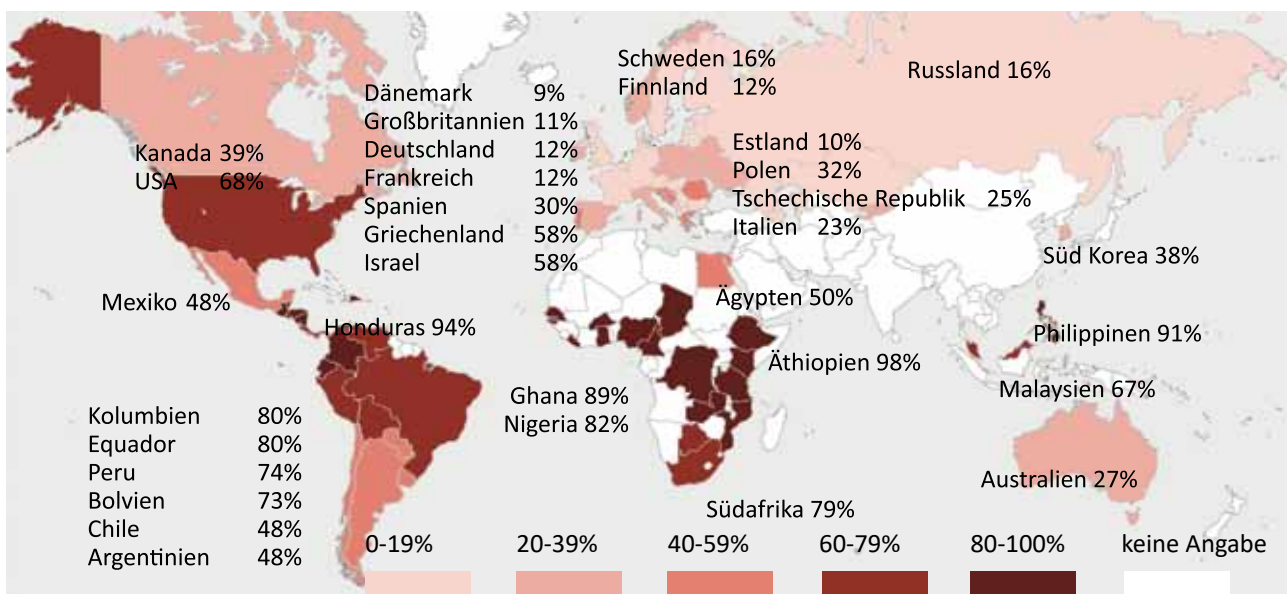 Schweden 16%
Finnland 12%
Russland 16%
Dänemark 9%
Großbritannien 11%
Deutschland 12%
Frankreich 12%
Spanien 30%
Griechenland 58%
Israel 58%
Estland 10%
Polen 32%
Tschechische Republik 25%
Italien 23%
Kanada 39%
USA 68%
Süd Korea 38%
Mexiko 48%
Honduras 94%
Ägypten 50%
Philippinen 91%
Äthiopien 98%
Malaysien 67%
Ghana 89%
Nigeria 82%
Kolumbien 80%
Equador 80%
Peru 74%
Bolvien 73%
Chile 48%
Argentinien 48%
Australien 27%
Südafrika 79%
0-19% 20-39% 40-59% 60-79% 80-100% keine Angabe